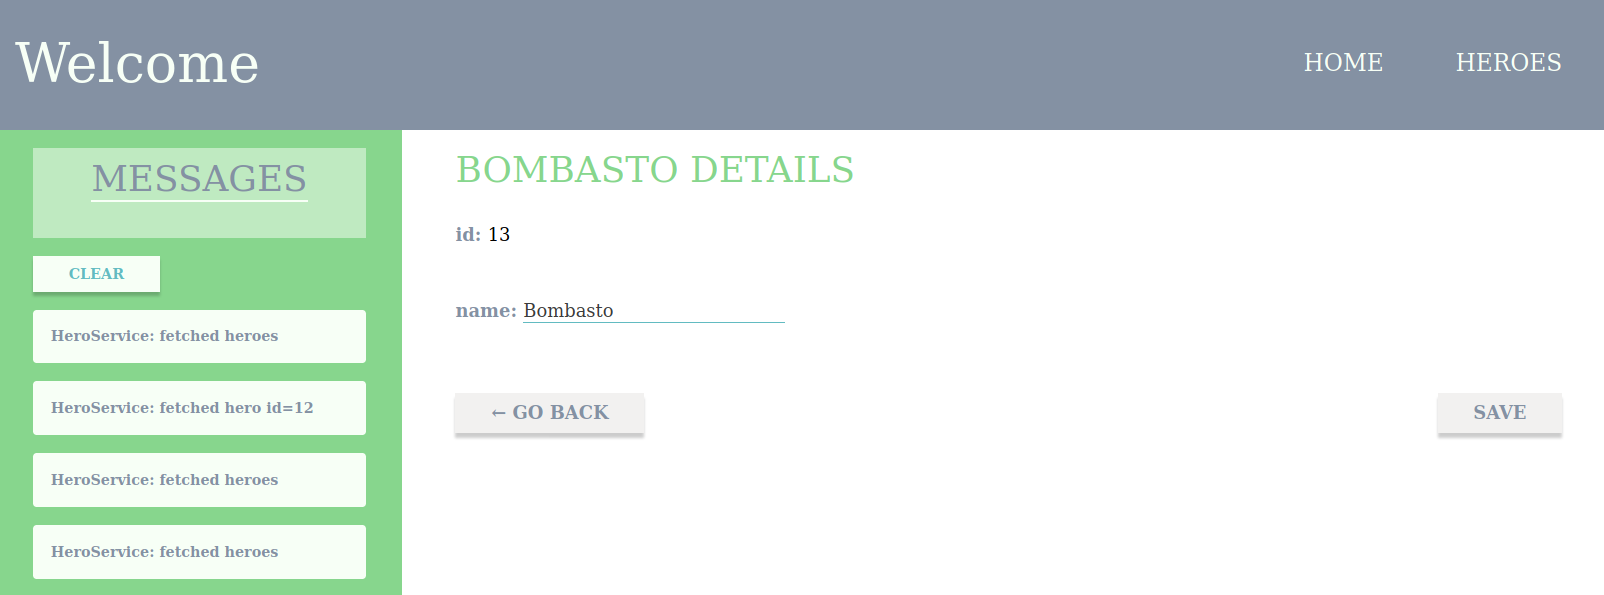 Welcome
HOME HEROES
MESSAGES
CLEAR
HeroService: fetched heroes
HeroService: fetched hero id=12
HeroService: fetched heroes
HeroService: fetched heroes
BOMBASTO DETAILS
id: 13
name: Bombasto
← GO BACK
SAVE